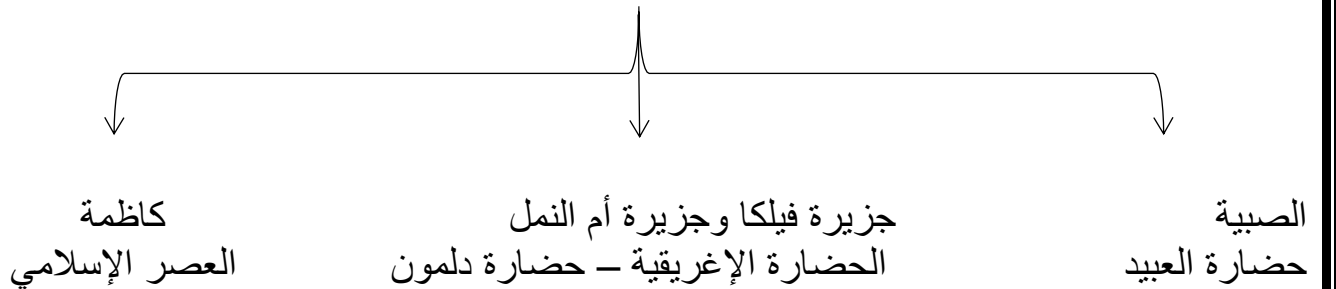 الصبية
حضارة العبيد
جزيرة فيلكا وجزيرة أم النمل
الحضارة الإغريقية – حضارة دلمون
كاظمة
العصر الإسلامي